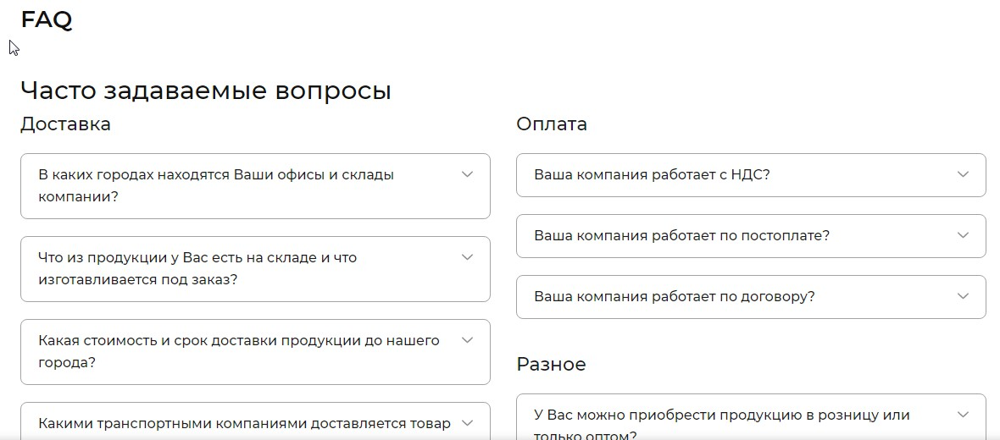 FAQ
Часто задаваемые вопросы
Доставка
В каких городах находятся Ваши офисы и склады
компании?
Что из продукции у Вас есть на складе и что
изготавливается под заказ?
Какая стоимость и срок доставки продукции до нашего
города?
Какими транспортными компаниями доставляется товар
Оплата
Ваша компания работает с НДС?
Ваша компания работает по постоплате?
Ваша компания работает по договору?
Разное
У Вас можно приобрести продукцию в розницу или
только оптом?